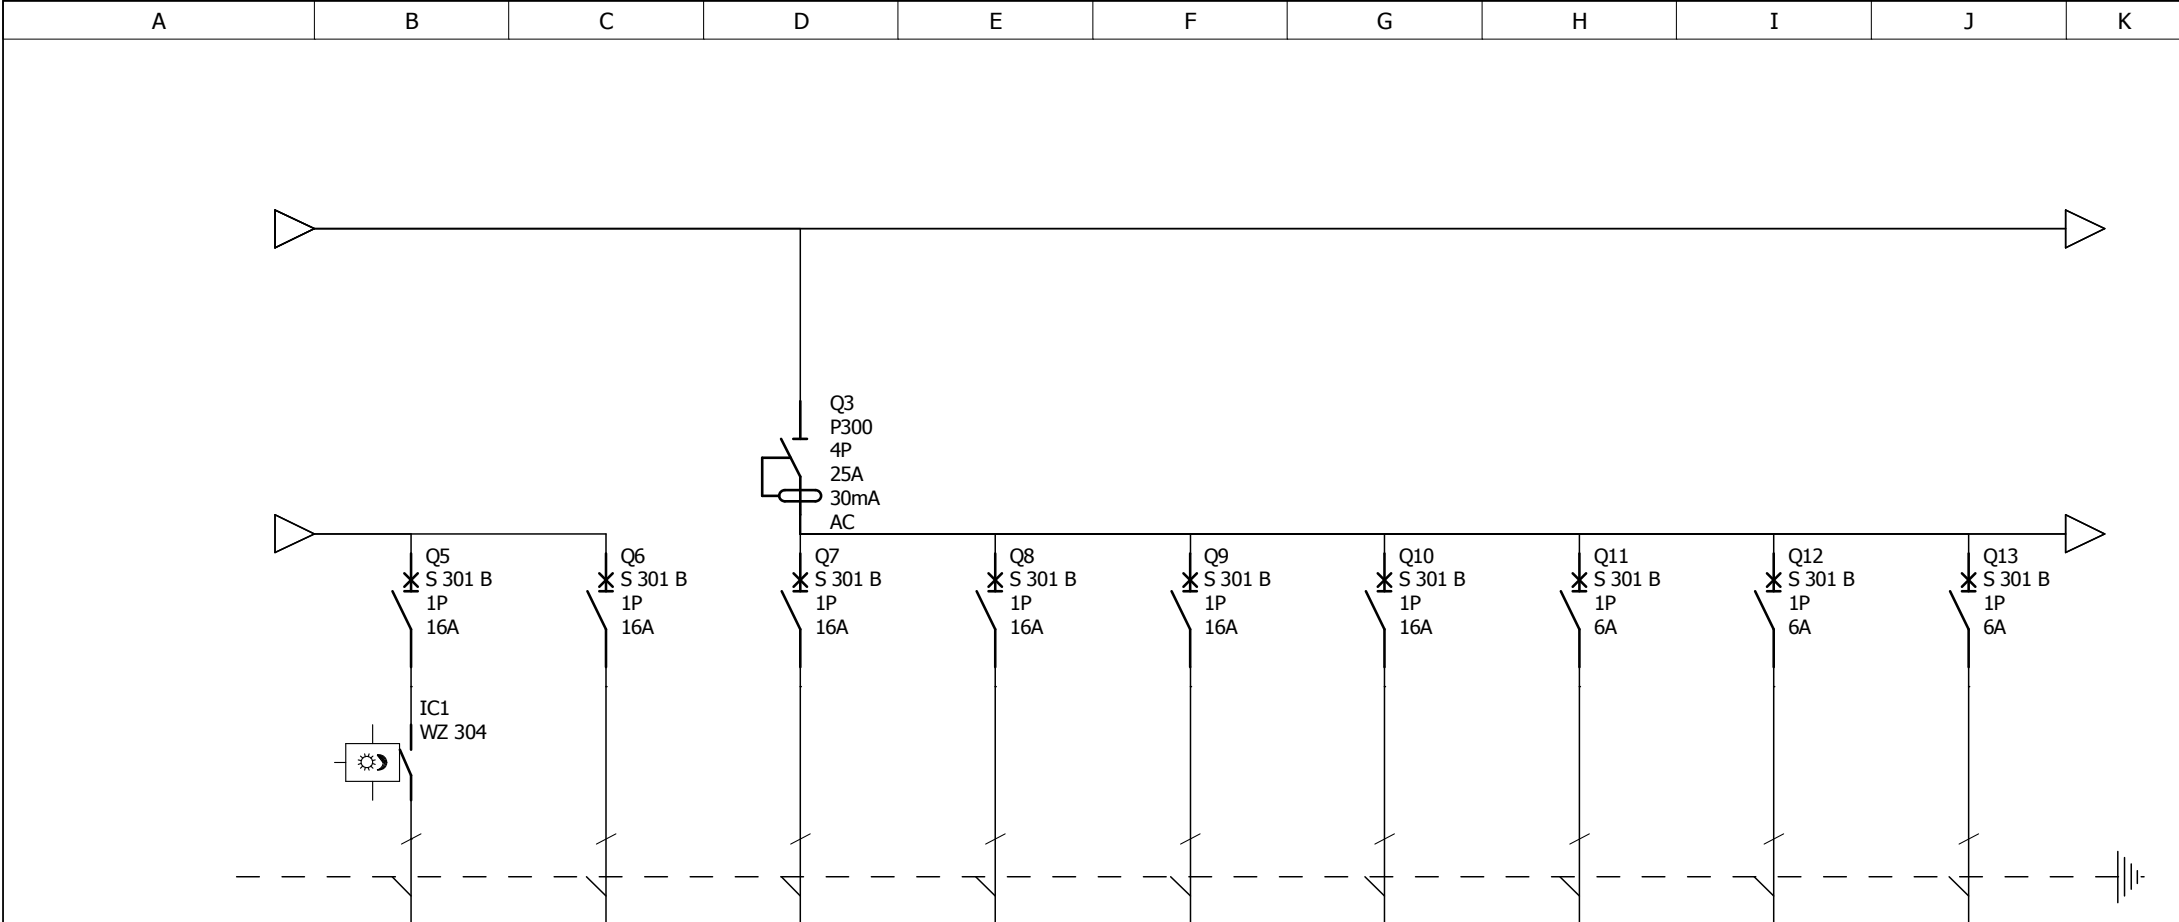 A B C D E F G H I J K
Q3
P300
4P
25A
30mA
AC
Q5
S 301 B
1P
16A
Q6
S 301 B
1P
16A
Q7
S 301 B
1P
16A
Q8
S 301 B
1P
16A
Q9
S 301 B
1P
16A
Q10
S 301 B
1P
16A
Q11
S 301 B
1P
6A
Q12
S 301 B
1P
6A
Q13
S 301 B
1P
6A
IC1
WZ 304